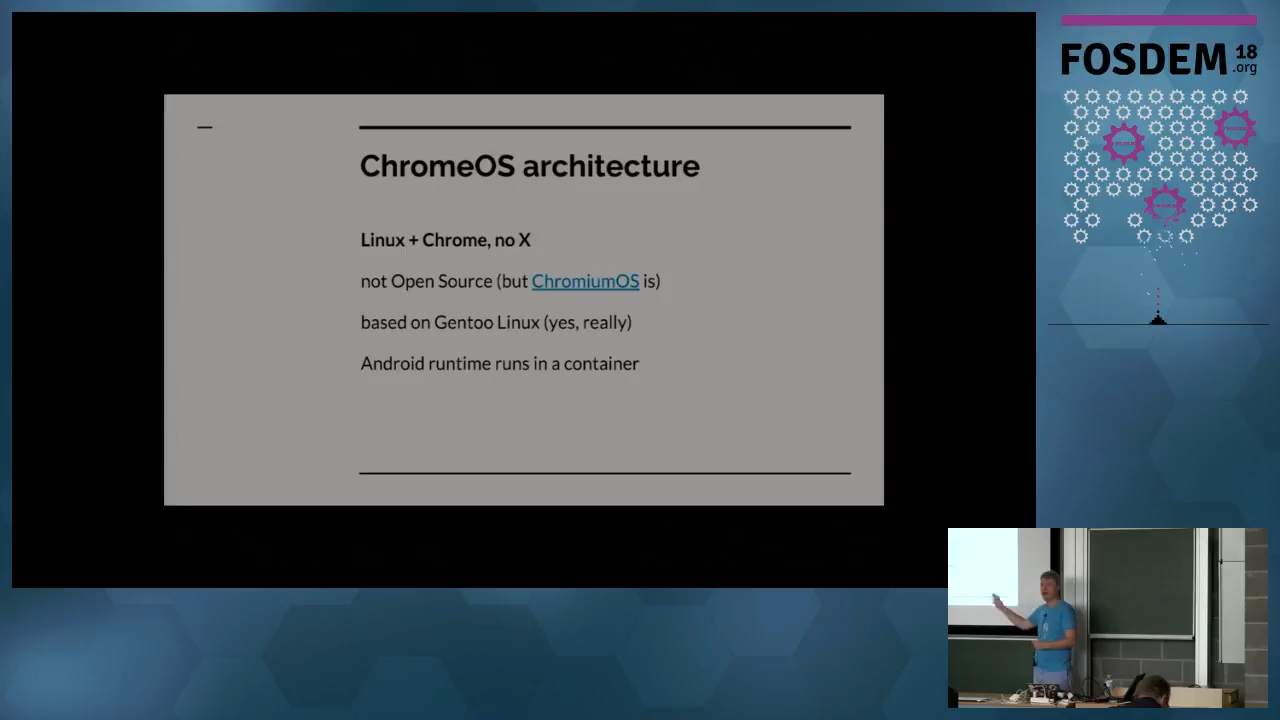 ChromeOS architecture
Linux + Chrome, no X
not Open Source (but ChromiumOS is)
based on Gentoo Linux (yes, really)
Android runtime runs in a container
FOSDEM 18
.org